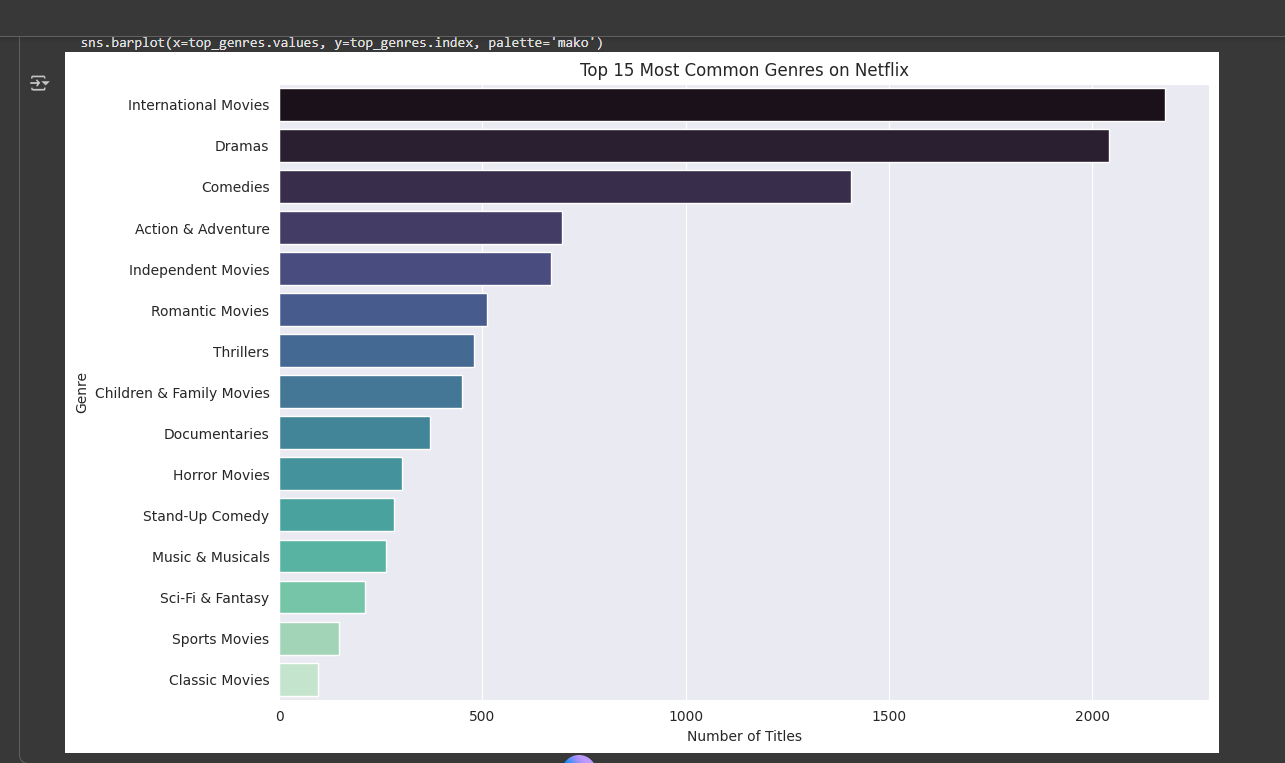 sns.barplot(x=top_genres.values, y=top_genres.index, palette='mako')
Top 15 Most Common Genres on Netflix
International Movies
Dramas
Comedies
Action & Adventure
Independent Movies
Romantic Movies
Thrillers
Genre
Children & Family Movies
Documentaries
Horror Movies
Stand-Up Comedy
Music & Musicals
Sci-Fi & Fantasy
Sports Movies
Classic Movies
0 500 1000 1500 2000
Number of Titles